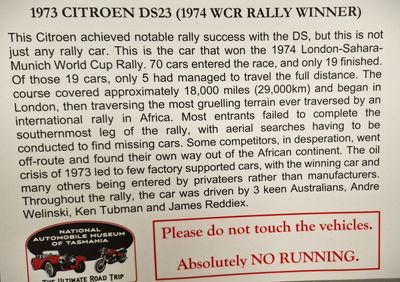 1973 CITROEN DS23 (1974 WCR RALLY WINNER)
This Citroen achieved notable rally success with the DS, but this is not
just any rally car. This is the car that won the 1974 London-Sahara-
Munich World Cup Rally. 70 cars entered the race, and only 19 finished.
Of those 19 cars, only 5 had managed to travel the full distance. The
course covered approximately 18,000 miles (29,000km) and began in
London, then traversing the most gruelling terrain ever traversed by an
international rally in Africa. Most entrants failed to complete the
southernmost leg of the rally, with aerial searches having to be
conducted to find missing cars. Some competitors, in desperation, went
off-route and found their own way out of the African continent. The oil
crisis of 1973 led to few factory supported cars, with the winning car and
many others being entered by privateers rather than manufacturers.
Throughout the rally, the car was driven by 3 keen Australians, Andre
Welinski, Ken Tubman and James Reddiex.
NATIONAL
AUTOMOBILE MUSEUM
OF TASMANIA
THE ULTIMATE ROAD TRIP
Please do not touch the vehicles.
Absolutely NO RUNNING.